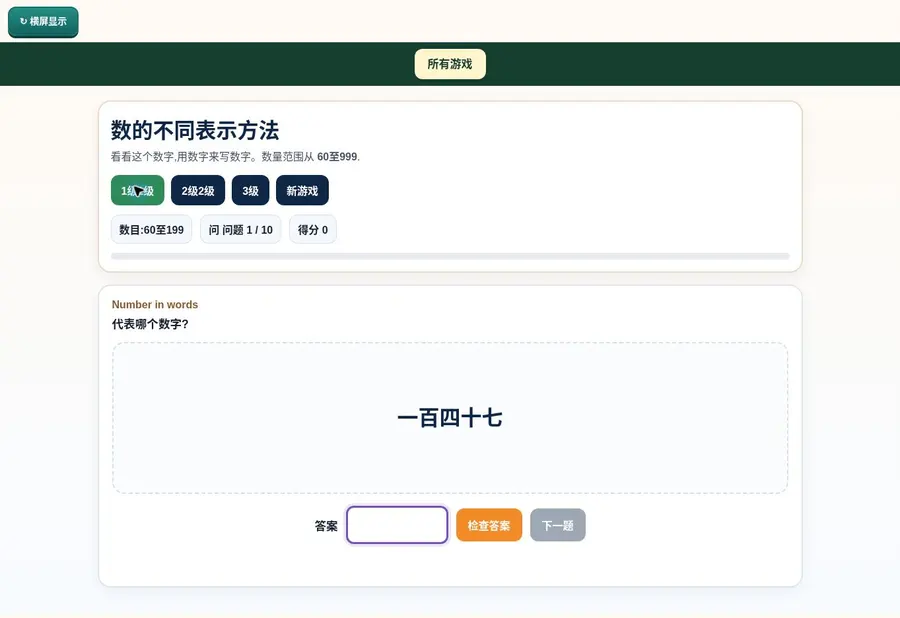 ↻ 横屏显示
所有游戏
数的不同表示方法
看看这个数字,用数字来写数字。数量范围从 60至999.
2级2级 3级 新游戏
数目:60至199 问 问题 1 / 10 得分 0
Number in words
代表哪个数字?
一百四十七
答案 检查答案 下一题